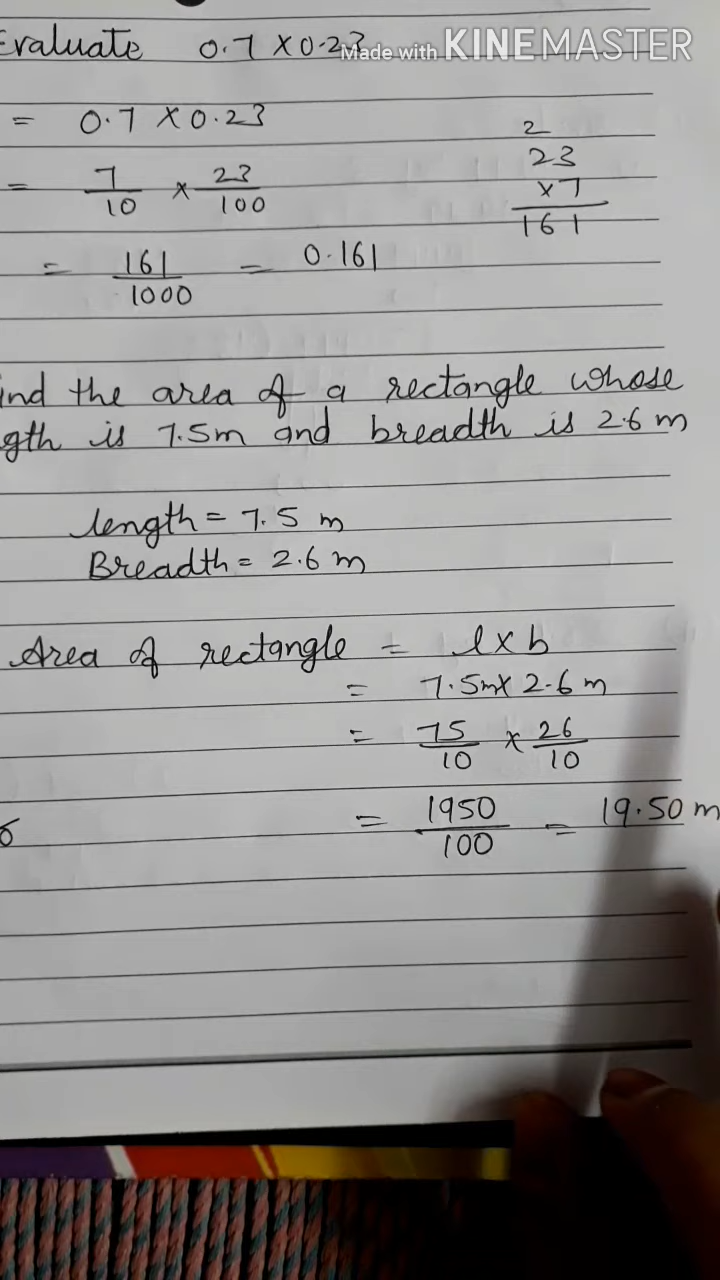 Evaluate 0.7 × 0.23
Made with KINEMASTER
= 0.7 × 0.23
= 7/10 × 23/100
= 161/1000 = 0.161
2
23
×7
161
ind the area of a rectangle whose
gth is 7.5m and breadth is 2.6 m
length = 7.5 m
Breadth = 2.6 m
Area of rectangle = l × b
= 7.5m × 2.6 m
= 75/10 × 26/10
= 1950/100 = 19.50 m